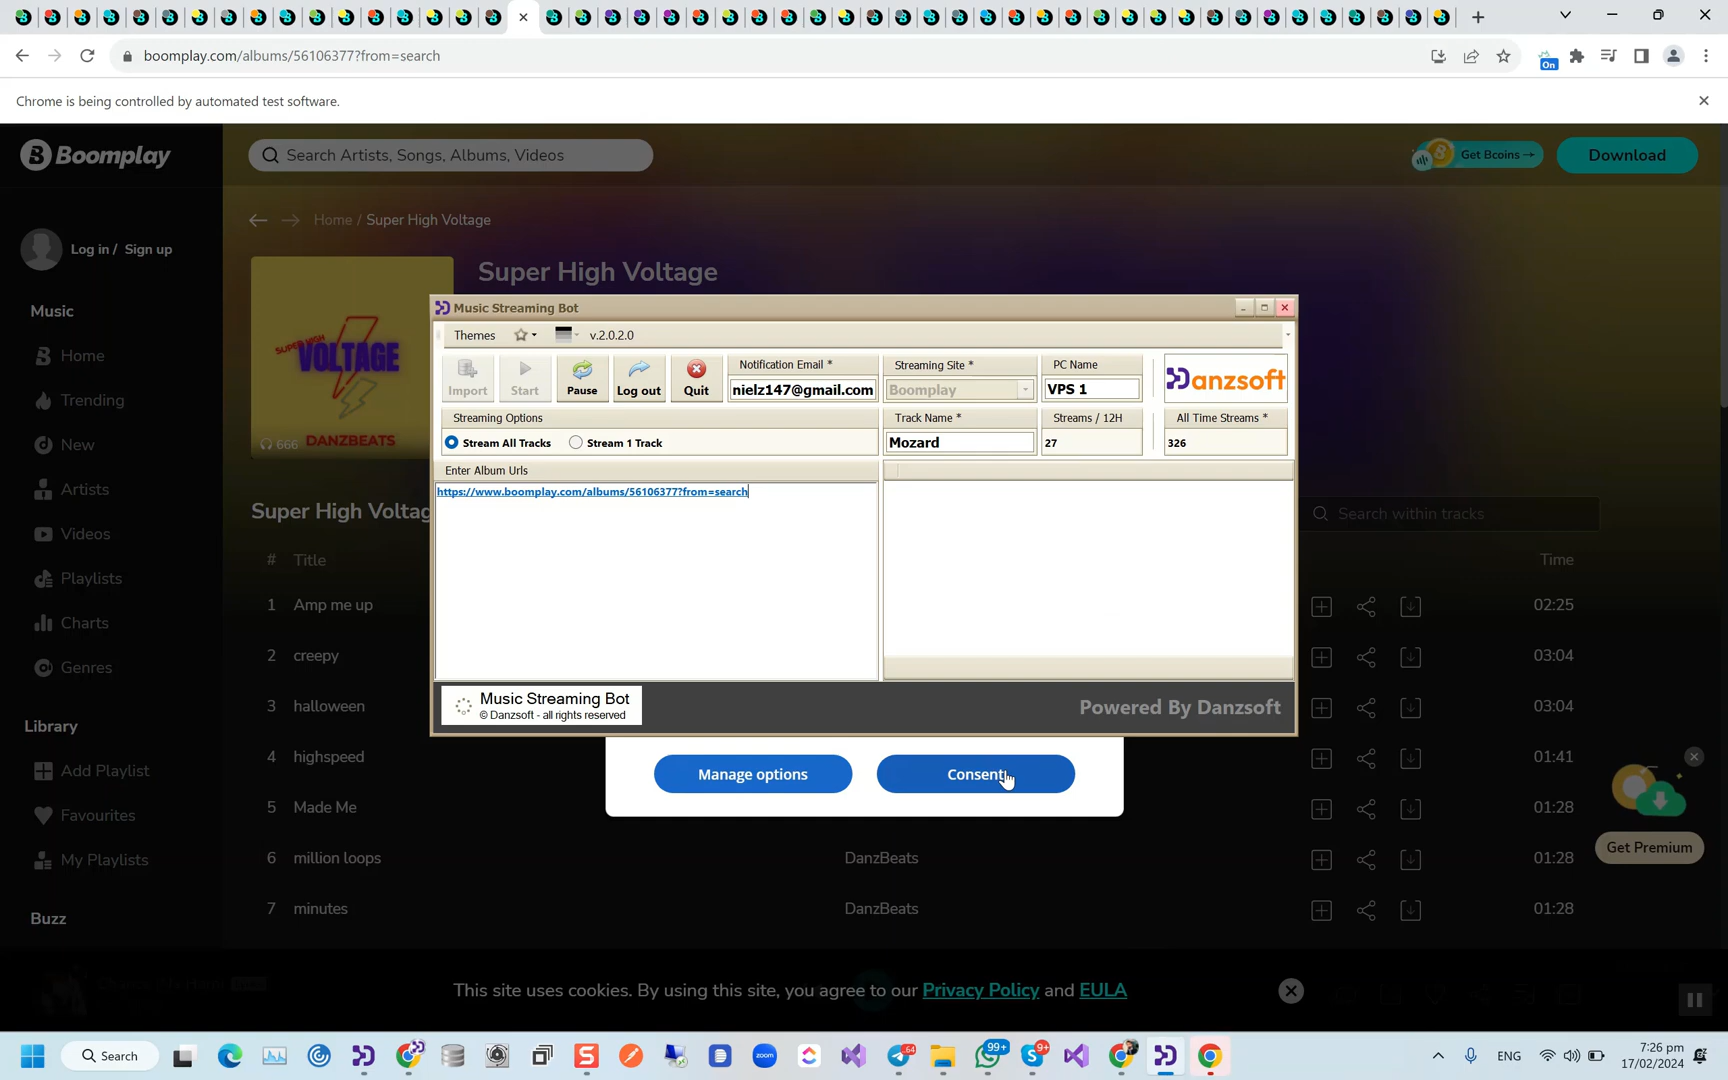 boomplay.com/albums/56106377?from=search
On
Chrome is being controlled by automated test software.
Boomplay
Search Artists, Songs, Albums, Videos
Get Bcoins→
Download
Home / Super High Voltage
Log in / Sign up
Super High Voltage
SUPER HIGH
VOLTAGE
666
DANZBEATS
Music
Home
Trending
New
Artists
Videos
Playlists
Charts
Genres
Library
Add Playlist
Favourites
My Playlists
Buzz
Music Streaming Bot
Themes
v.2.0.2.0
Import
Start
Pause
Log out
Quit
Notification Email *
nielz147@gmail.com
Streaming Site *
Boomplay
PC Name
VPS 1
Danzsoft
Streaming Options
Stream All Tracks
Stream 1 Track
Track Name *
Mozard
Streams / 12H
27
All Time Streams *
326
Enter Album Urls
https://www.boomplay.com/albums/56106377?from=search
Music Streaming Bot
© Danzsoft - all rights reserved
Powered By Danzsoft
Super High Voltag
Search within tracks
# Title Time
1 Amp me up 02:25
2 creepy 03:04
3 halloween 03:04
4 highspeed 01:41
5 Made Me 01:28
6 million loops DanzBeats 01:28
7 minutes DanzBeats 01:28
Manage options
Consent
Get Premium
This site uses cookies. By using this site, you agree to our Privacy Policy and EULA
Search
zoom
64
99+
9+
ENG
7:26 pm
17/02/2024